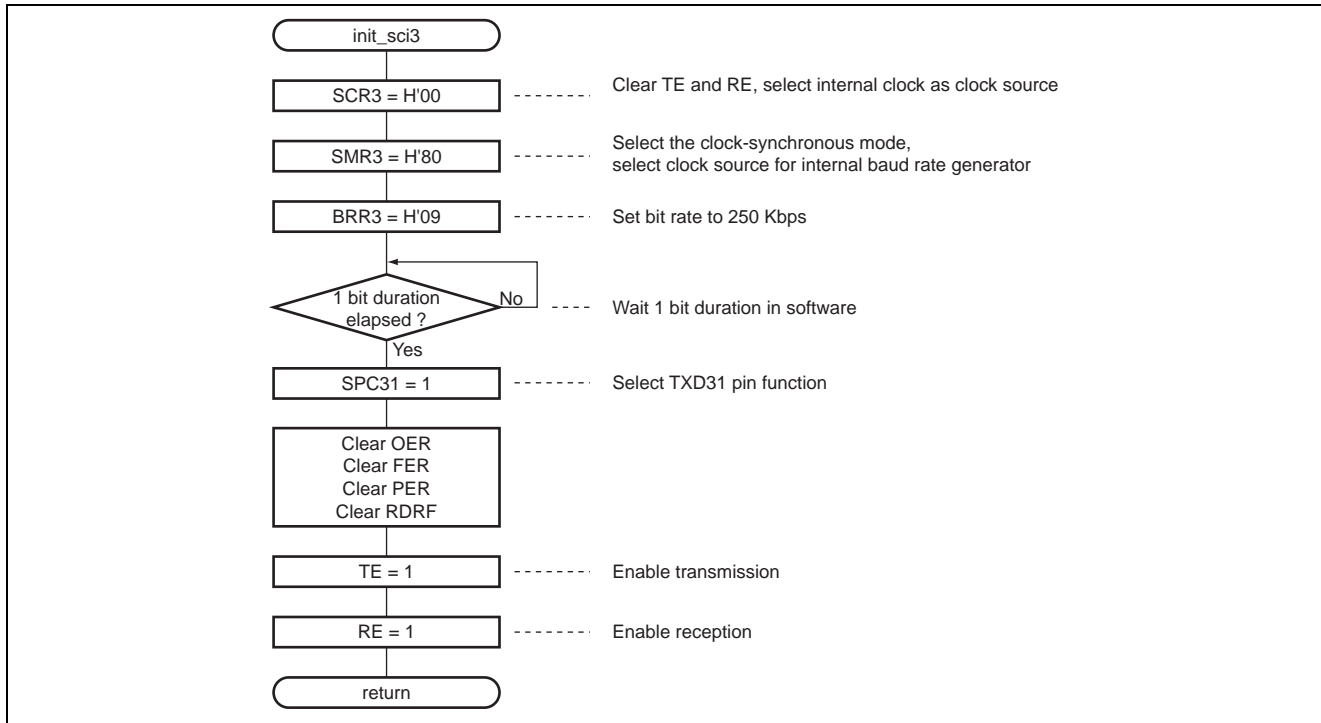 init_sci3
SCR3 = H'00
Clear TE and RE, select internal clock as clock source
SMR3 = H'80
Select the clock-synchronous mode,
select clock source for internal baud rate generator
BRR3 = H'09
Set bit rate to 250 Kbps
1 bit duration
elapsed ?
No
Wait 1 bit duration in software
Yes
SPC31 = 1
Select TXD31 pin function
Clear OER
Clear FER
Clear PER
Clear RDRF
TE = 1
Enable transmission
RE = 1
Enable reception
return